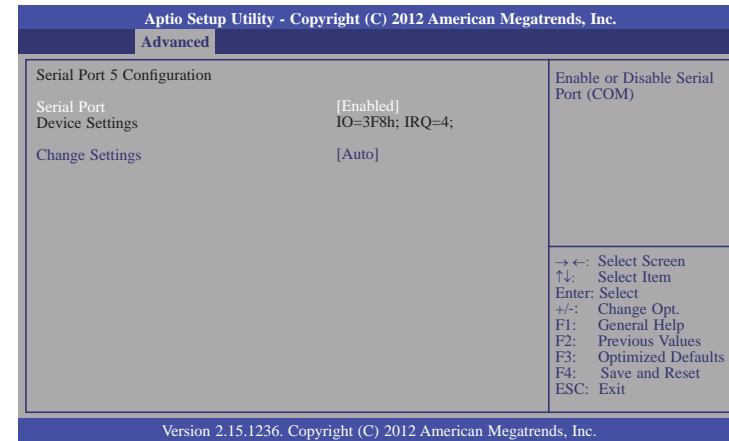 Aptio Setup Utility - Copyright (C) 2012 American Megatrends, Inc.
Advanced
Serial Port 5 Configuration
Serial Port [Enabled]
Device Settings IO=3F8h; IRQ=4;
Change Settings [Auto]
Enable or Disable Serial
Port (COM)
→ ←: Select Screen
↑↓: Select Item
Enter: Select
+/-: Change Opt.
F1: General Help
F2: Previous Values
F3: Optimized Defaults
F4: Save and Reset
ESC: Exit
Version 2.15.1236. Copyright (C) 2012 American Megatrends, Inc.